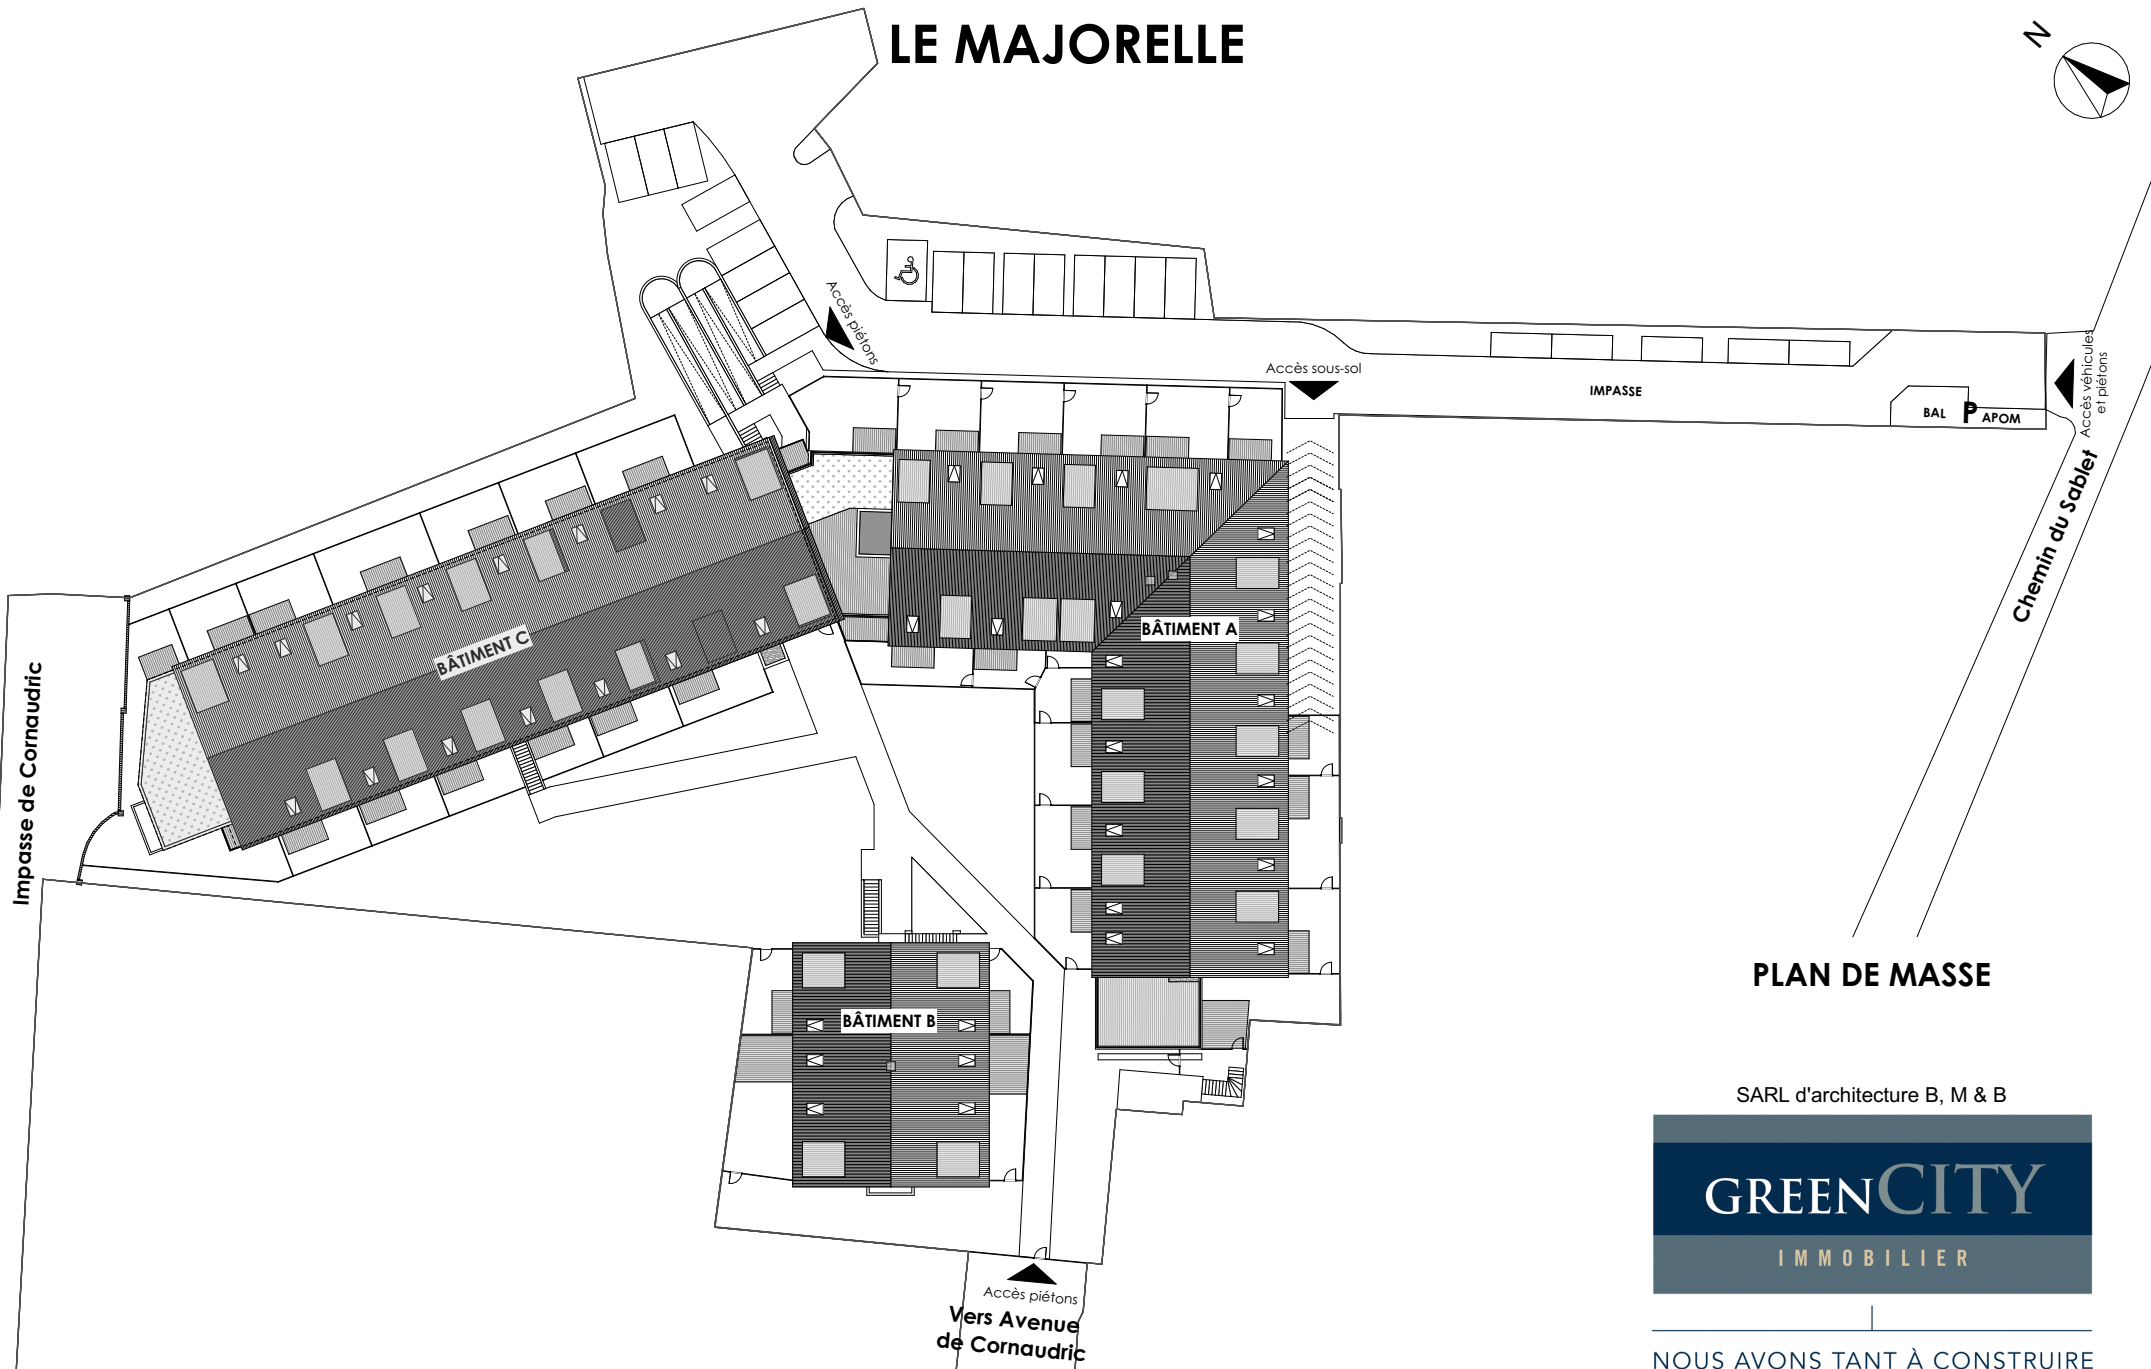 LE MAJORELLE
N
Accès piétons
Accès sous-sol
IMPASSE
BAL
P
APOM
Accès véhicules
et piétons
Chemin du Sablet
BÂTIMENT C
BÂTIMENT A
Impasse de Cornaudric
BÂTIMENT B
PLAN DE MASSE
SARL d'architecture B, M & B
GREENCITY
IMMOBILIER
NOUS AVONS TANT À CONSTRUIRE
Accès piétons
Vers Avenue
de Cornaudric